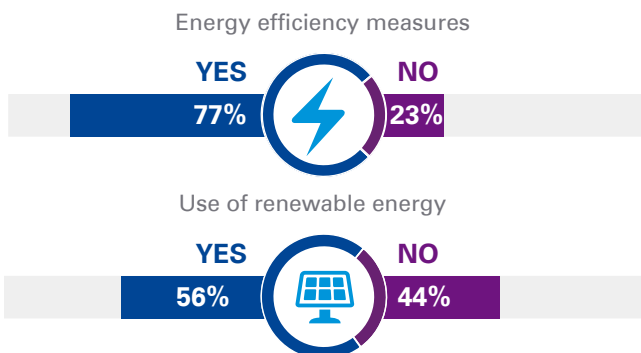 Energy efficiency measures
YES NO
77% 23%
Use of renewable energy
YES NO
56% 44%